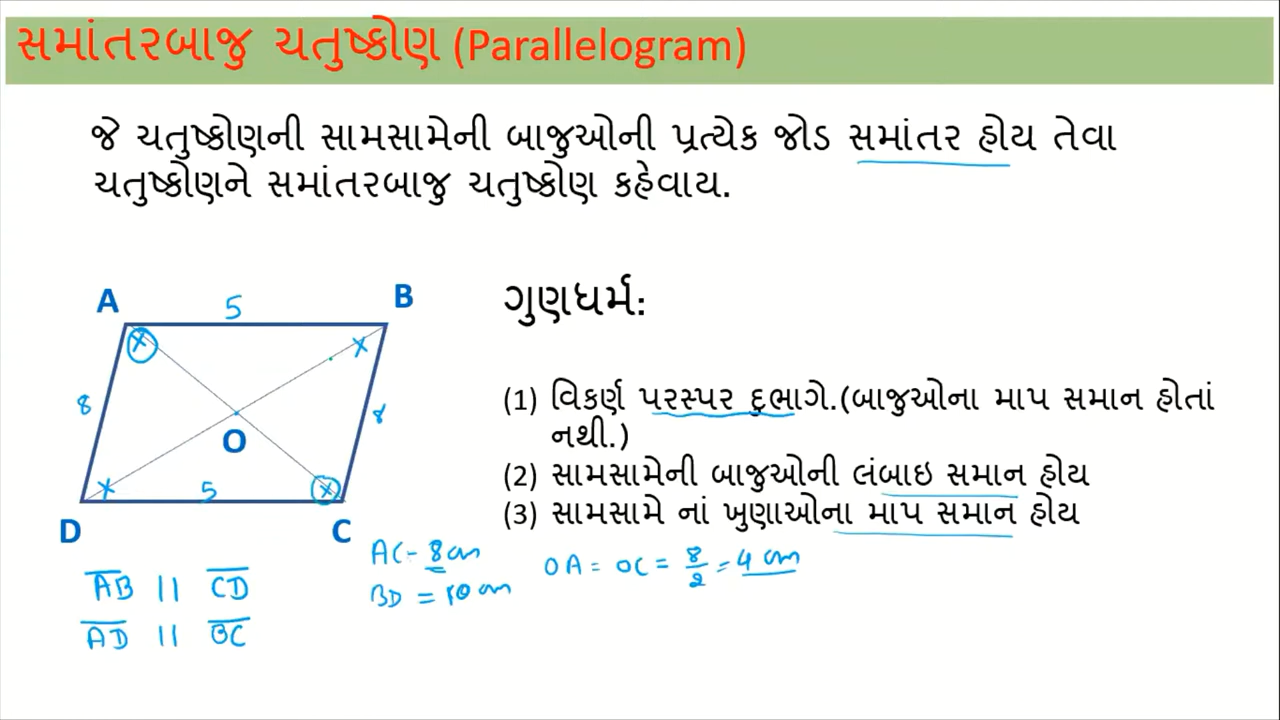 સમાંતરબાજુ ચતુષ્કોણ (Parallelogram)
જે ચતુષ્કોણની સામસામેની બાજુઓની પ્રત્યેક જોડ સમાંતર હોય તેવા
ચતુષ્કોણને સમાંતરબાજુ ચતુષ્કોણ કહેવાય.
A 5 B
8 8
O
5
D C
ગુણધર્મ:
(1) વિકર્ણ પરસ્પર દુભાગે.(બાજુઓના માપ સમાન હોતાં
નથી.)
(2) સામસામેની બાજુઓની લંબાઇ સમાન હોય
(3) સામસામે નાં ખુણાઓના માપ સમાન હોય
AC = 8 cm
BD = 10 cm
OA = OC = 8/2 = 4 cm
AB || CD
AD || BC